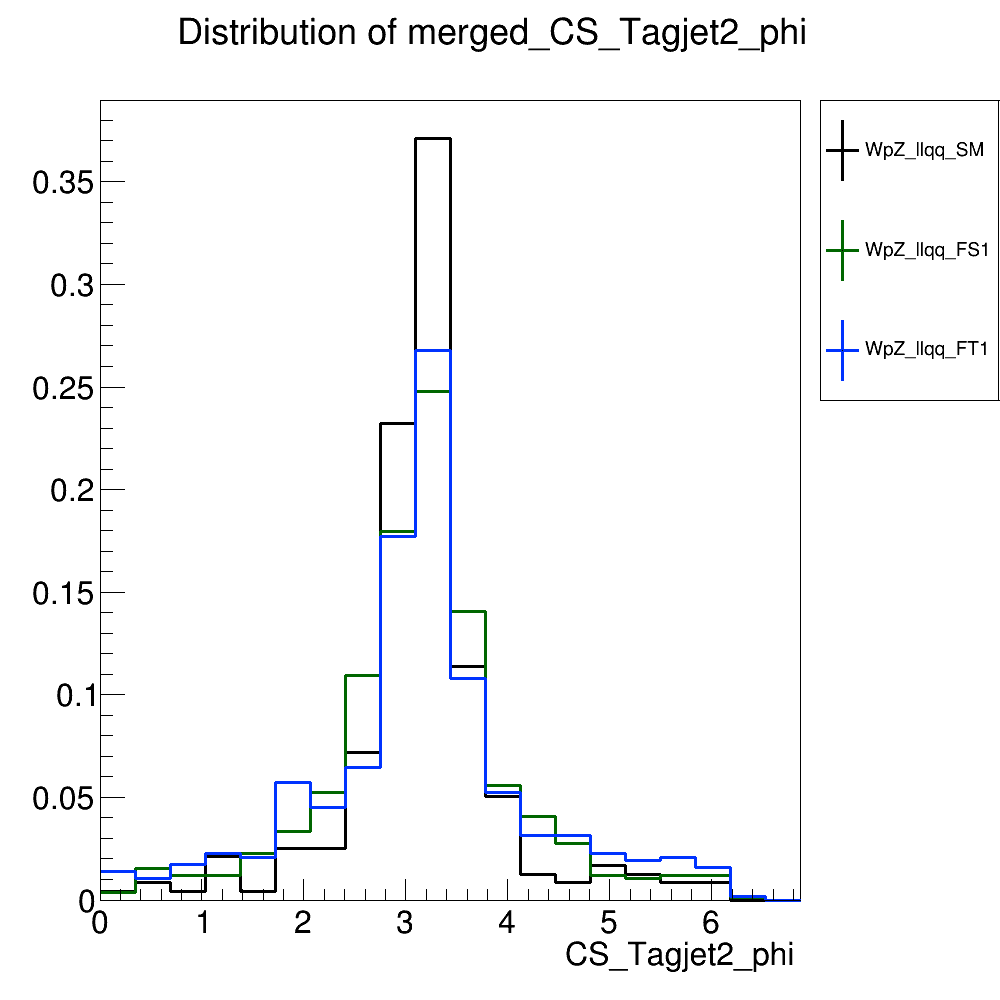 Distribution of merged_CS_Tagjet2_phi
WpZ_llqq_SM
WpZ_llqq_FS1
WpZ_llqq_FT1
0.35
0.3
0.25
0.2
0.15
0.1
0.05
0
0 1 2 3 4 5 6
CS_Tagjet2_phi